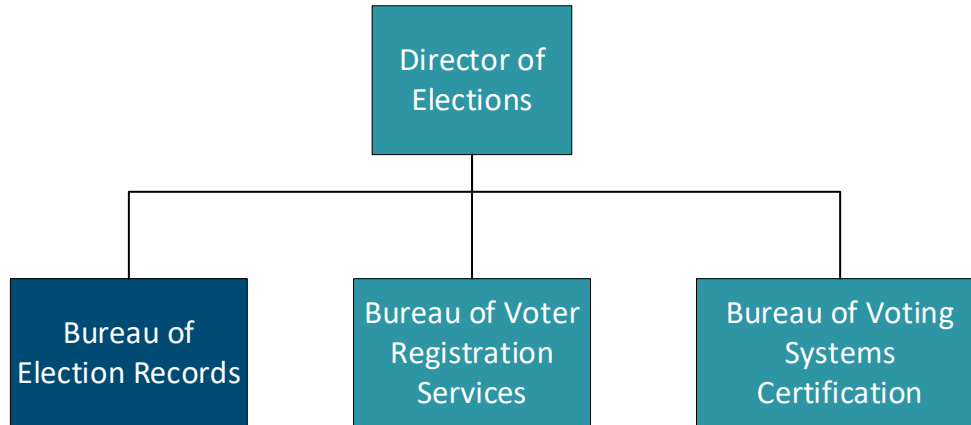 Director of
Elections
Bureau of
Election Records
Bureau of Voter
Registration
Services
Bureau of Voting
Systems
Certification